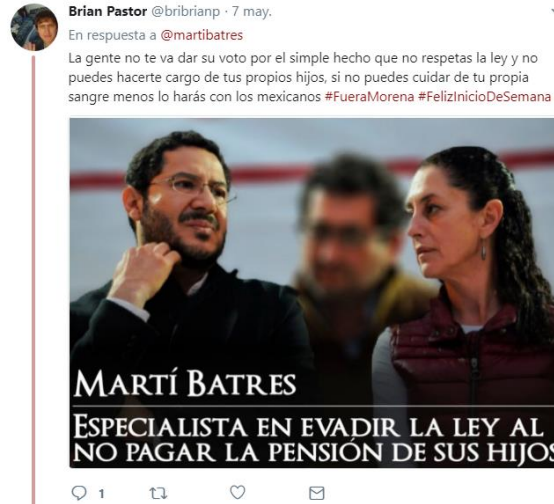 Brian Pastor @bribrianp · 7 may.
En respuesta a @martibatres
La gente no te va dar su voto por el simple hecho que no respetas la ley y no
puedes hacerte cargo de tus propios hijos, si no puedes cuidar de tu propia
sangre menos lo harás con los mexicanos #FueraMorena #FelizInicioDeSemana
MARTÍ BATRES
ESPECIALISTA EN EVADIR LA LEY AL
NO PAGAR LA PENSIÓN DE SUS HIJOS
1